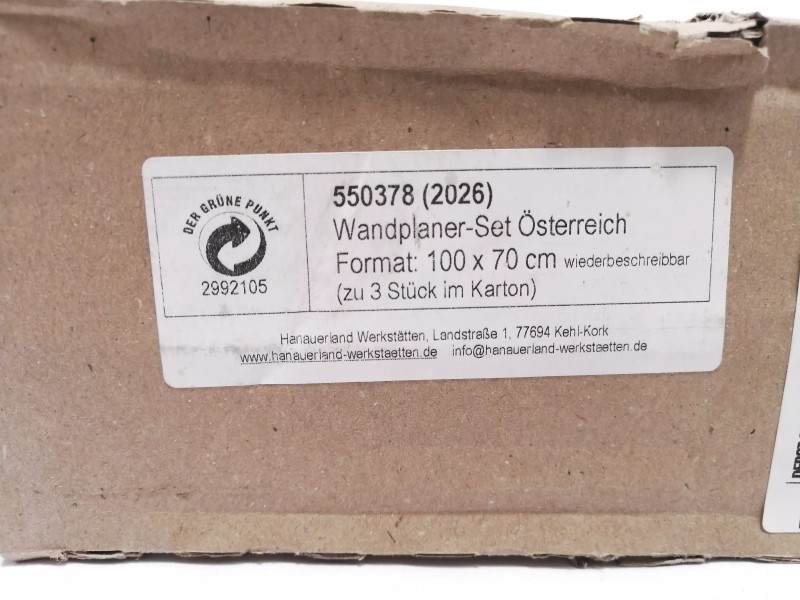 DER GRÜNE PUNKT
2992105
550378 (2026)
Wandplaner-Set Österreich
Format: 100 x 70 cm wiederbeschreibbar
(zu 3 Stück im Karton)
Hanauerland Werkstätten, Landstraße 1, 77694 Kehl-Kork
www.hanauerland-werkstaetten.de info@hanauerland-werkstaetten.de